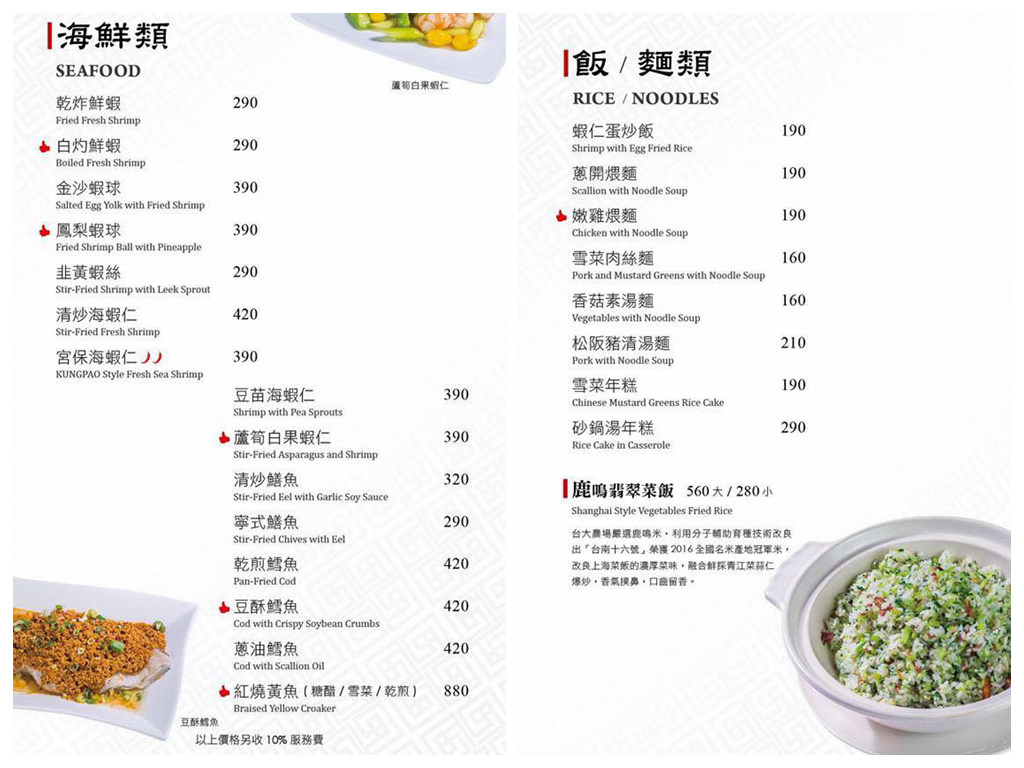 海鮮類
SEAFOOD
蘆筍白果蝦仁
乾炸鮮蝦 290
Fried Fresh Shrimp
白灼鮮蝦 290
Boiled Fresh Shrimp
金沙蝦球 390
Salted Egg Yolk with Fried Shrimp
鳳梨蝦球 390
Fried Shrimp Ball with Pineapple
韭黃蝦絲 290
Stir-Fried Shrimp with Leek Sprout
清炒海蝦仁 420
Stir-Fried Fresh Shrimp
宮保海蝦仁 390
KUNGPAO Style Fresh Sea Shrimp
豆苗海蝦仁 390
Shrimp with Pea Sprouts
蘆筍白果蝦仁 390
Stir-Fried Asparagus and Shrimp
清炒鱔魚 320
Stir-Fried Eel with Garlic Soy Sauce
寧式鱔魚 290
Stir-Fried Chives with Eel
乾煎鱈魚 420
Pan-Fried Cod
豆酥鱈魚 420
Cod with Crispy Soybean Crumbs
蔥油鱈魚 420
Cod with Scallion Oil
紅燒黃魚 ( 糖醋 / 雪菜 / 乾煎 ) 880
Braised Yellow Croaker
豆酥鱈魚
以上價格另收 10% 服務費
飯 / 麵類
RICE / NOODLES
蝦仁蛋炒飯 190
Shrimp with Egg Fried Rice
蔥開煨麵 190
Scallion with Noodle Soup
嫩雞煨麵 190
Chicken with Noodle Soup
雪菜肉絲麵 160
Pork and Mustard Greens with Noodle Soup
香菇素湯麵 160
Vegetables with Noodle Soup
松阪豬清湯麵 210
Pork with Noodle Soup
雪菜年糕 190
Chinese Mustard Greens Rice Cake
砂鍋湯年糕 290
Rice Cake in Casserole
鹿鳴翡翠菜飯 560 大 / 280 小
Shanghai Style Vegetables Fried Rice
台大農場嚴選鹿鳴米，利用分子輔助育種技術改良
出「台南十六號」榮獲 2016 全國名米產地冠軍米，
改良上海菜飯的濃厚菜味，融合鮮採青江菜蒜仁
爆炒，香氣撲鼻，口齒留香。